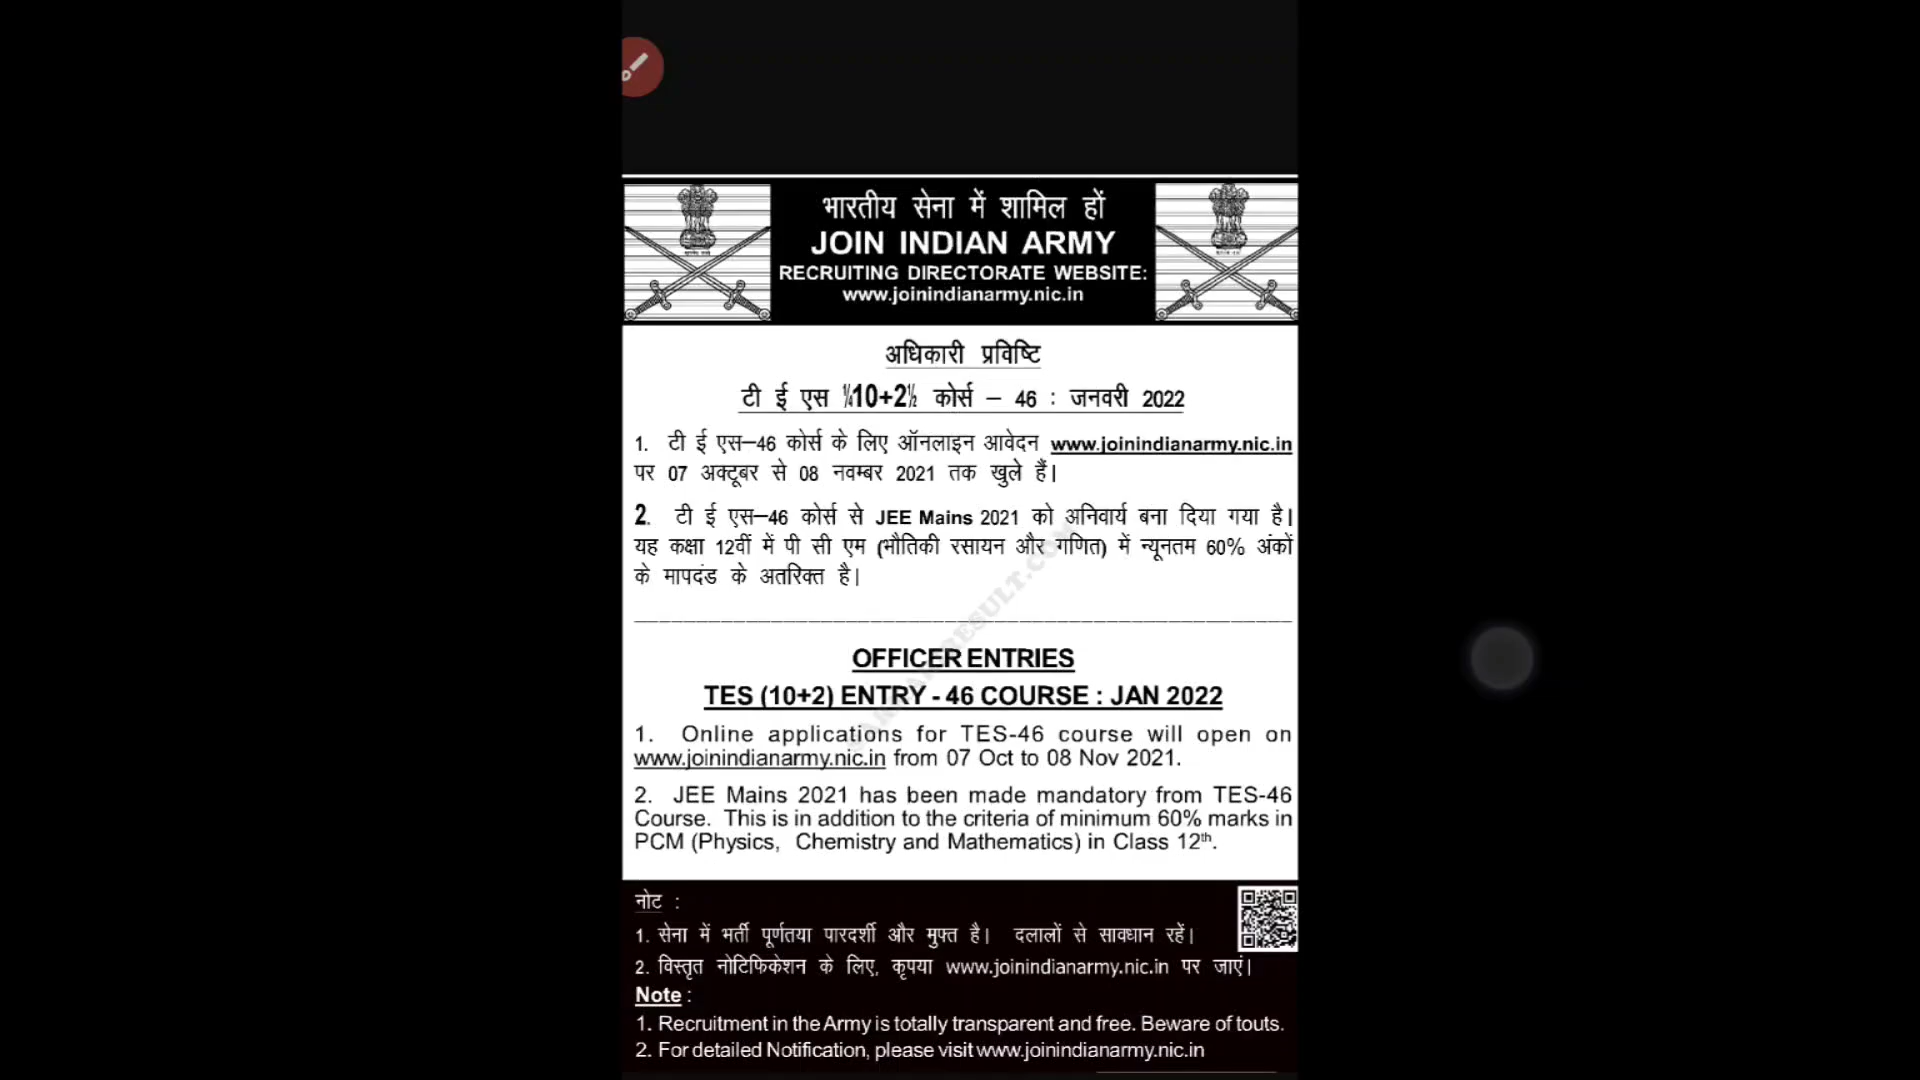 भारतीय सेना में शामिल हों
JOIN INDIAN ARMY
RECRUITING DIRECTORATE WEBSITE:
www.joinindianarmy.nic.in
अधिकारी प्रविष्टि
टी ई एस ¼10+2½ कोर्स – 46 : जनवरी 2022
1. टी ई एस–46 कोर्स के लिए ऑनलाइन आवेदन www.joinindianarmy.nic.in
पर 07 अक्टूबर से 08 नवम्बर 2021 तक खुले हैं।
2. टी ई एस–46 कोर्स से JEE Mains 2021 को अनिवार्य बना दिया गया है।
यह कक्षा 12वीं में पी सी एम (भौतिकी रसायन और गणित) में न्यूनतम 60% अंकों
के मापदंड के अतरिक्त है।
OFFICER ENTRIES
TES (10+2) ENTRY - 46 COURSE : JAN 2022
1. Online applications for TES-46 course will open on
www.joinindianarmy.nic.in from 07 Oct to 08 Nov 2021.
2. JEE Mains 2021 has been made mandatory from TES-46
Course. This is in addition to the criteria of minimum 60% marks in
PCM (Physics, Chemistry and Mathematics) in Class 12th.
नोट :
1. सेना में भर्ती पूर्णतया पारदर्शी और मुफ्त है। दलालों से सावधान रहें।
2. विस्तृत नोटिफिकेशन के लिए, कृपया www.joinindianarmy.nic.in पर जाएं।
Note :
1. Recruitment in the Army is totally transparent and free. Beware of touts.
2. For detailed Notification, please visit www.joinindianarmy.nic.in